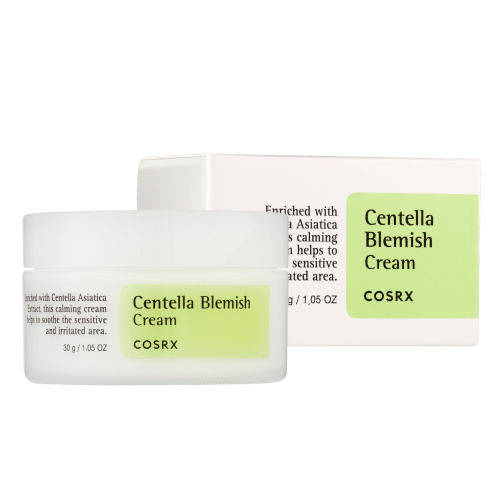 Enriched with Centella Asiatica
Extract, this calming cream
helps to soothe the sensitive
and irritated area.
30 g / 1.05 OZ
Centella Blemish
Cream
COSRX
Enriched with
Asiatica
calming
helps to
sensitive
area.
g / 1,05 OZ
Centella
Blemish
Cream
COSRX